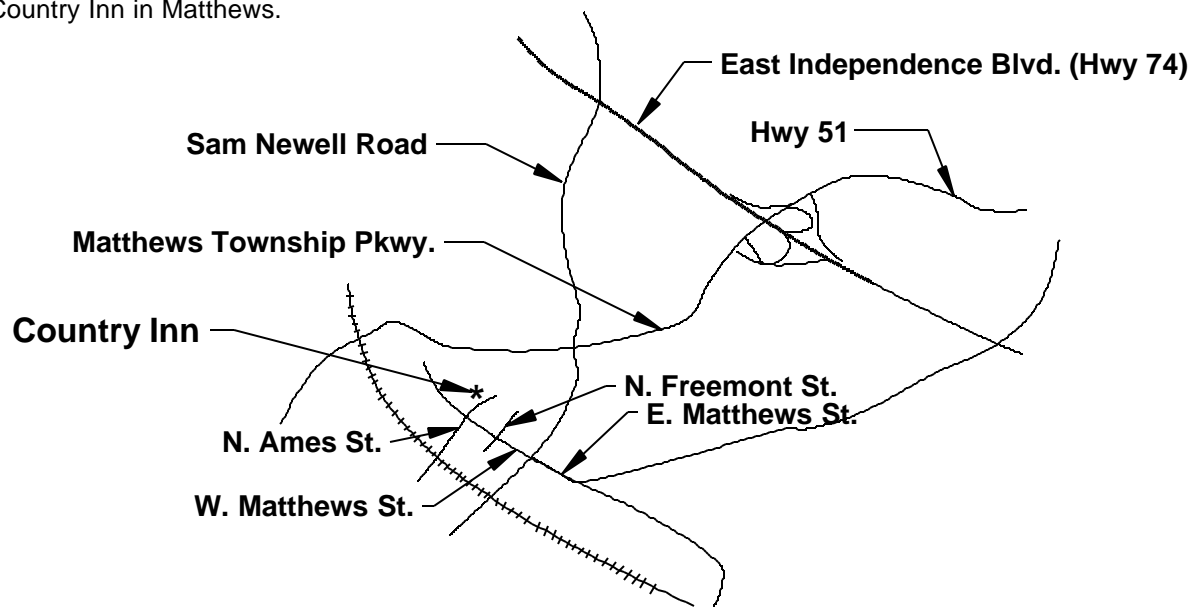 Country Inn in Matthews.
East Independence Blvd. (Hwy 74)
Hwy 51
Sam Newell Road
Matthews Township Pkwy.
Country Inn
*
N. Freemont St.
E. Matthews St.
N. Ames St.
W. Matthews St.